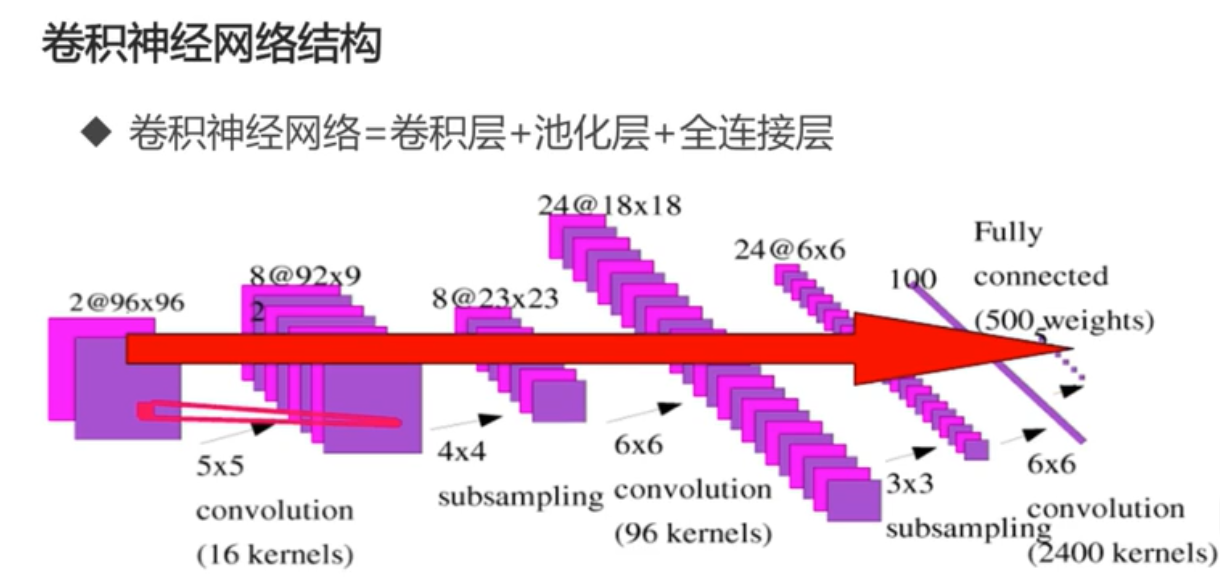 卷积神经网络结构
◆ 卷积神经网络=卷积层+池化层+全连接层
2@96x96
8@92x9
2
8@23x23
24@18x18
24@6x6
100
Fully
connected
(500 weights)
5
5x5
convolution
(16 kernels)
4x4
subsampling
6x6
convolution
(96 kernels)
3x3
subsampling
6x6
convolution
(2400 kernels)